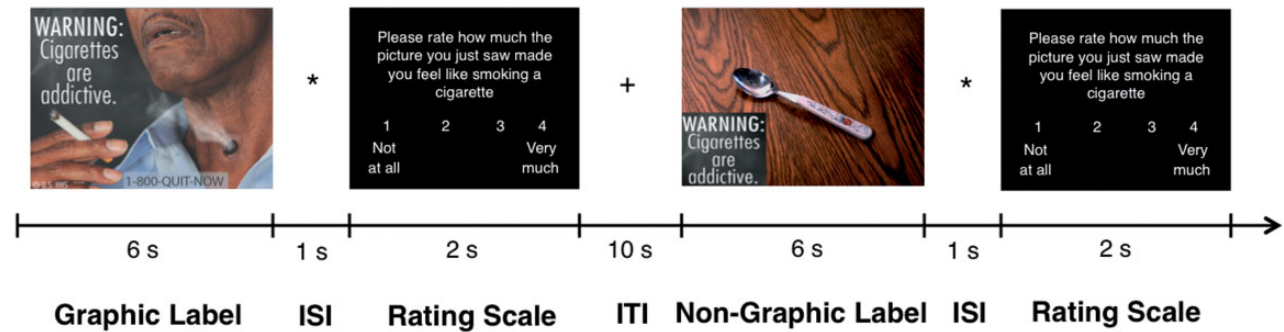 WARNING:
Cigarettes
are
addictive.
1-800-QUIT-NOW
*
Please rate how much the
picture you just saw made
you feel like smoking a
cigarette
1 2 3 4
Not Very
at all much
+
WARNING:
Cigarettes
are
addictive.
*
Please rate how much the
picture you just saw made
you feel like smoking a
cigarette
1 2 3 4
Not Very
at all much
6 s 1 s 2 s 10 s 6 s 1 s 2 s
Graphic Label ISI Rating Scale ITI Non-Graphic Label ISI Rating Scale